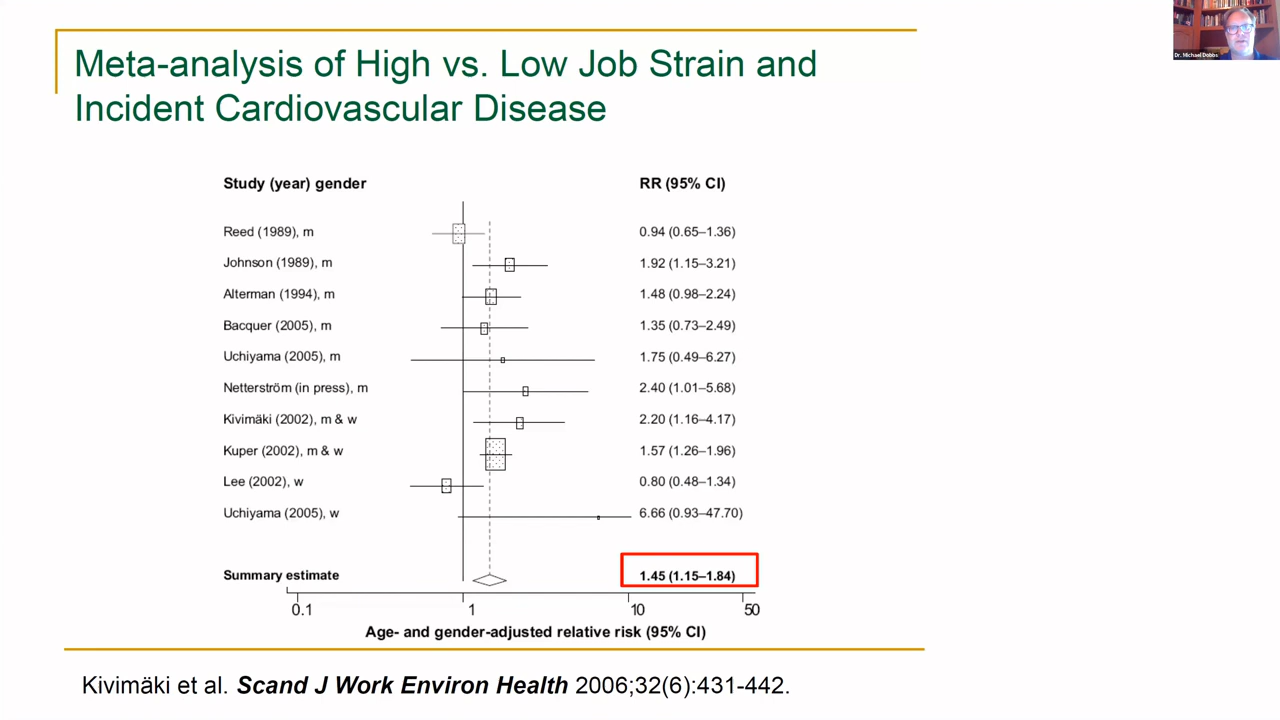 Meta-analysis of High vs. Low Job Strain and
Incident Cardiovascular Disease
Dr. Michael Dobbs
Study (year) gender RR (95% CI)
Reed (1989), m 0.94 (0.65–1.36)
Johnson (1989), m 1.92 (1.15–3.21)
Alterman (1994), m 1.48 (0.98–2.24)
Bacquer (2005), m 1.35 (0.73–2.49)
Uchiyama (2005), m 1.75 (0.49–6.27)
Netterström (in press), m 2.40 (1.01–5.68)
Kivimäki (2002), m & w 2.20 (1.16–4.17)
Kuper (2002), m & w 1.57 (1.26–1.96)
Lee (2002), w 0.80 (0.48–1.34)
Uchiyama (2005), w 6.66 (0.93–47.70)
Summary estimate 1.45 (1.15–1.84)
0.1 1 10 50
Age- and gender-adjusted relative risk (95% CI)
Kivimäki et al. Scand J Work Environ Health 2006;32(6):431-442.